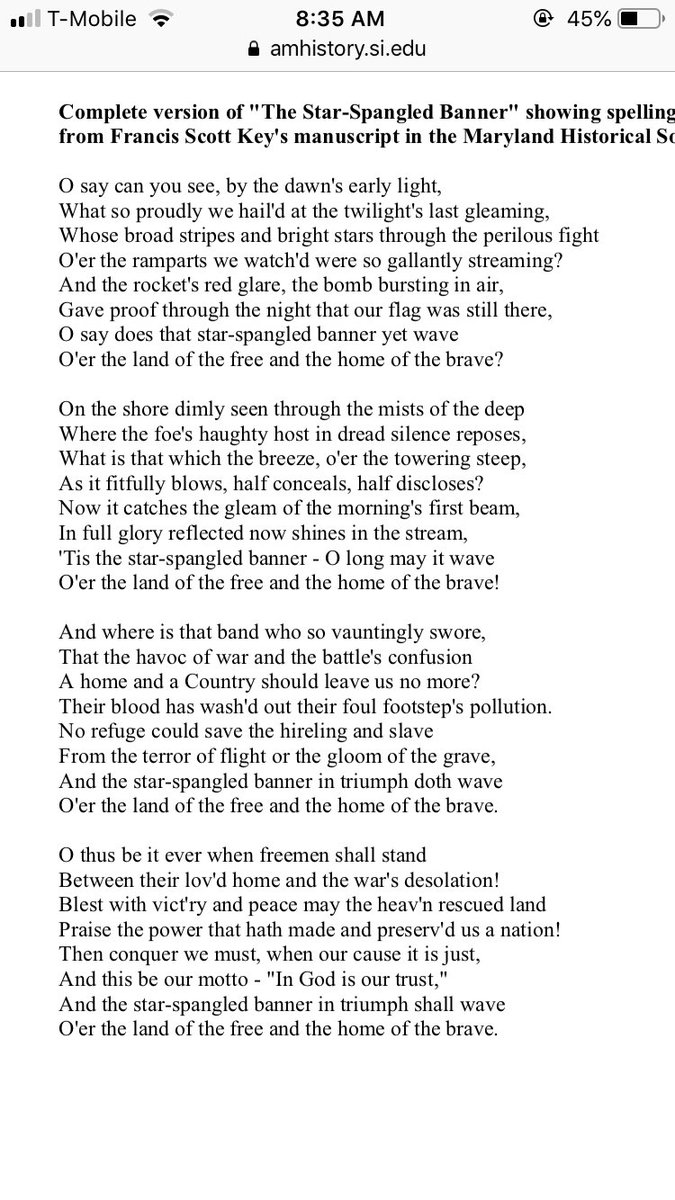 T-Mobile 8:35 AM 45%
amhistory.si.edu
Complete version of "The Star-Spangled Banner" showing spelling
from Francis Scott Key's manuscript in the Maryland Historical
O say can you see, by the dawn's early light,
What so proudly we hail'd at the twilight's last gleaming,
Whose broad stripes and bright stars through the perilous fight
O'er the ramparts we watch'd were so gallantly streaming?
And the rocket's red glare, the bomb bursting in air,
Gave proof through the night that our flag was still there,
O say does that star-spangled banner yet wave
O'er the land of the free and the home of the brave?
On the shore dimly seen through the mists of the deep
Where the foe's haughty host in dread silence reposes,
What is that which the breeze, o'er the towering steep,
As it fitfully blows, half conceals, half discloses?
Now it catches the gleam of the morning's first beam,
In full glory reflected now shines in the stream,
'Tis the star-spangled banner - O long may it wave
O'er the land of the free and the home of the brave!
And where is that band who so vauntingly swore,
That the havoc of war and the battle's confusion
A home and a Country should leave us no more?
Their blood has wash'd out their foul footstep's pollution.
No refuge could save the hireling and slave
From the terror of flight or the gloom of the grave,
And the star-spangled banner in triumph doth wave
O'er the land of the free and the home of the brave.
O thus be it ever when freemen shall stand
Between their lov'd home and the war's desolation!
Blest with vict'ry and peace may the heav'n rescued land
Praise the power that hath made and preserv'd us a nation!
Then conquer we must, when our cause it is just,
And this be our motto - "In God is our trust,"
And the star-spangled banner in triumph shall wave
O'er the land of the free and the home of the brave.